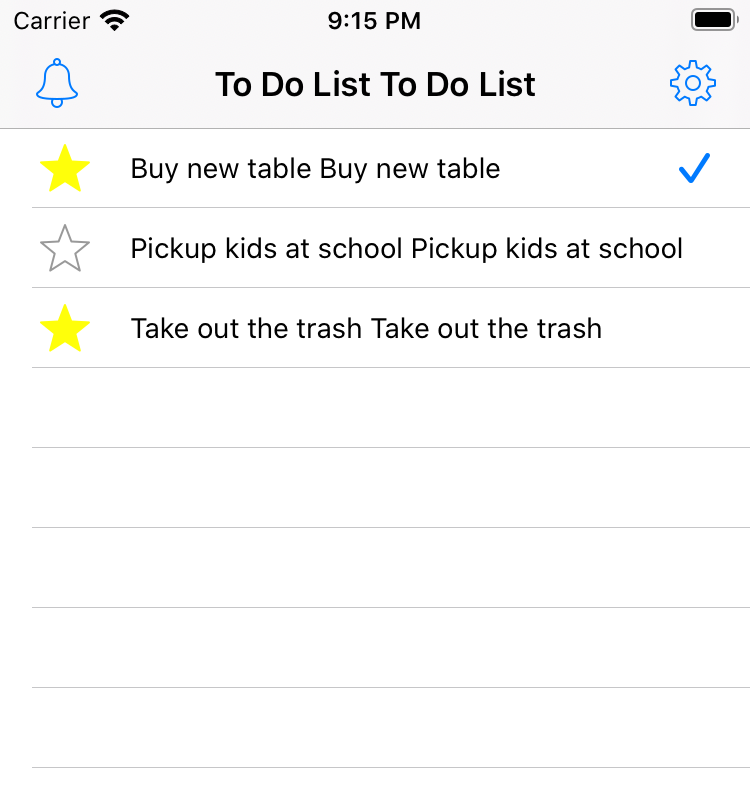 Carrier 9:15 PM
To Do List To Do List
Buy new table Buy new table
Pickup kids at school Pickup kids at school
Take out the trash Take out the trash